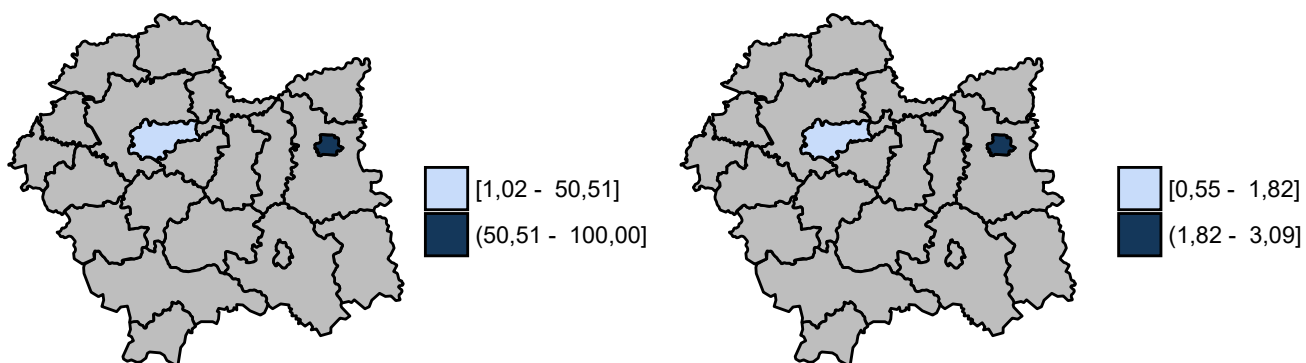 [1,02 - 50,51]
(50,51 - 100,00]
[0,55 - 1,82]
(1,82 - 3,09]